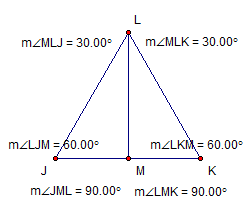 L
m∠MLJ = 30.00°
m∠MLK = 30.00°
m∠LJM = 60.00°
m∠LKM = 60.00°
J
M
K
m∠JML = 90.00°
m∠LMK = 90.00°